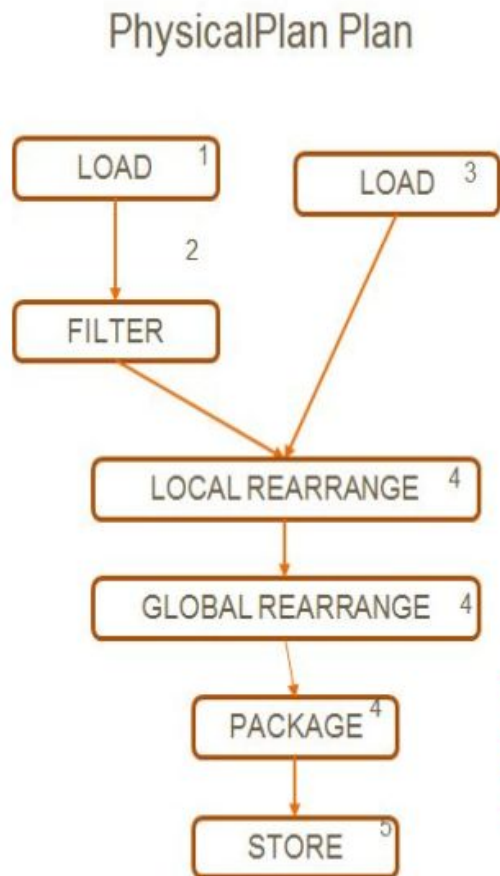 PhysicalPlan Plan
LOAD 1
LOAD 3
2
FILTER
LOCAL REARRANGE 4
GLOBAL REARRANGE 4
PACKAGE 4
STORE 5